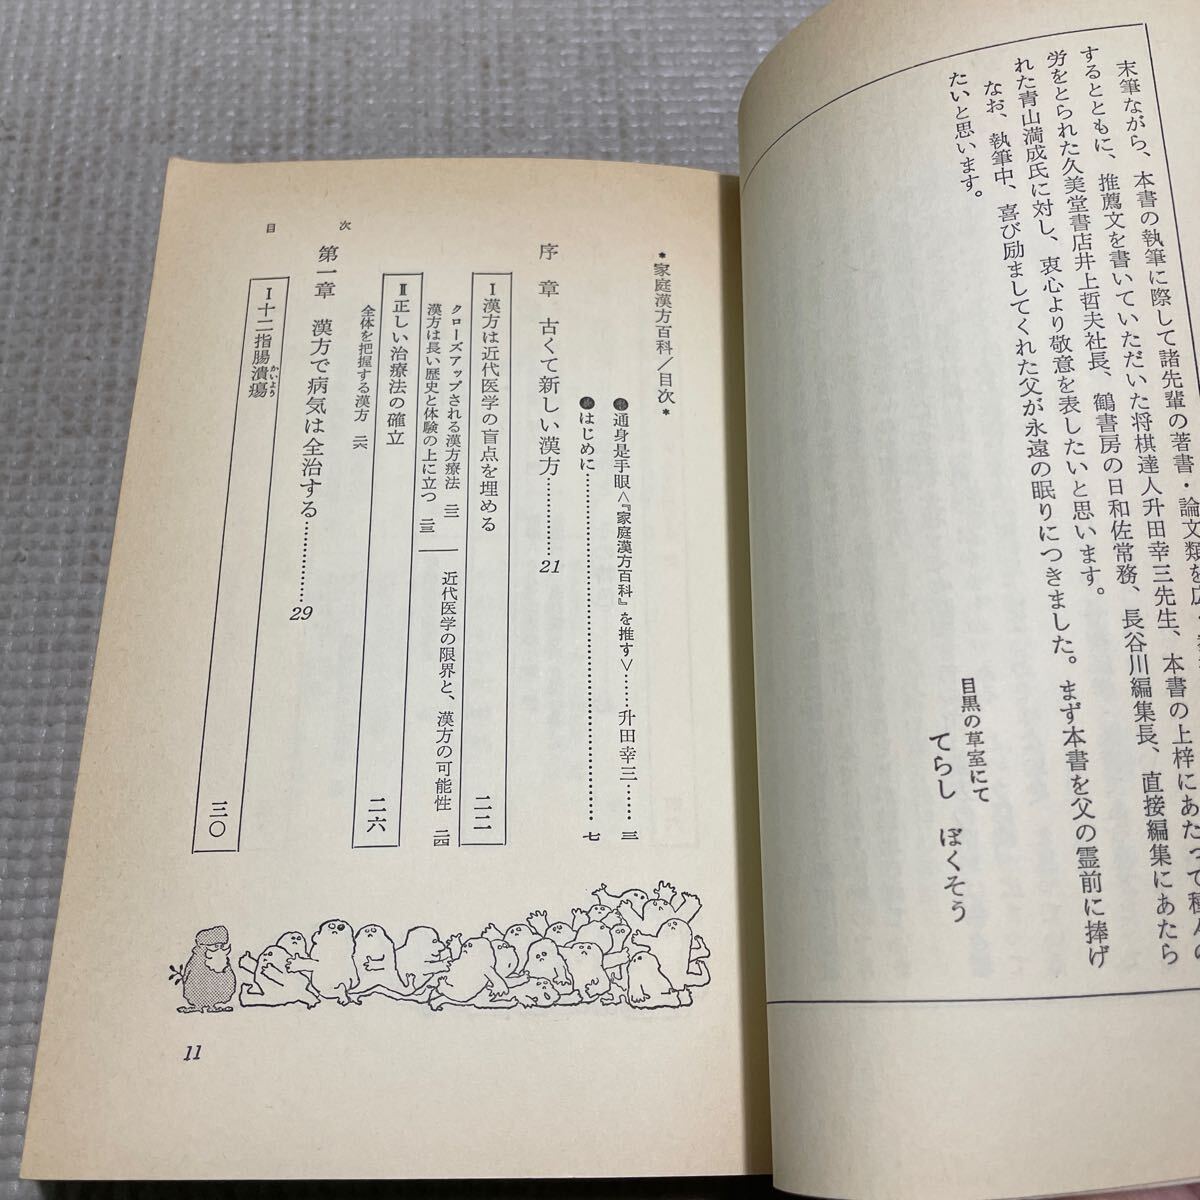 末筆ながら、本書の執筆に際して諸先輩の著書・論文類を広く
するとともに、推薦文を書いていただいた将棋達人升田幸三先生、本書の上梓にあたって種々の
労をとられた久美堂書店井上哲夫社長、鶴書房の日和佐常務、長谷川編集長、直接編集にあたら
れた青山満成氏に対し、衷心より敬意を表したいと思います。
なお、執筆中、喜び励ましてくれた父が永遠の眠りにつきました。まず本書を父の霊前に捧げ
たいと思います。
目黒の草室にて
てらし ぼくそう
＊家庭漢方百科／目次＊
●通身是手眼＜『家庭漢方百科』を推す＞……升田幸三……三
●はじめに……七
序章 古くて新しい漢方……21
Ⅰ漢方は近代医学の盲点を埋める 二二
クローズアップされる漢方療法 二二
漢方は長い歴史と体験の上に立つ 二三 ── 近代医学の限界と、漢方の可能性 二四
Ⅱ正しい治療法の確立 二六
全体を把握する漢方 二六
第一章 漢方で病気は全治する……29
Ⅰ十二指腸潰瘍 三〇
かいよう
目次
11